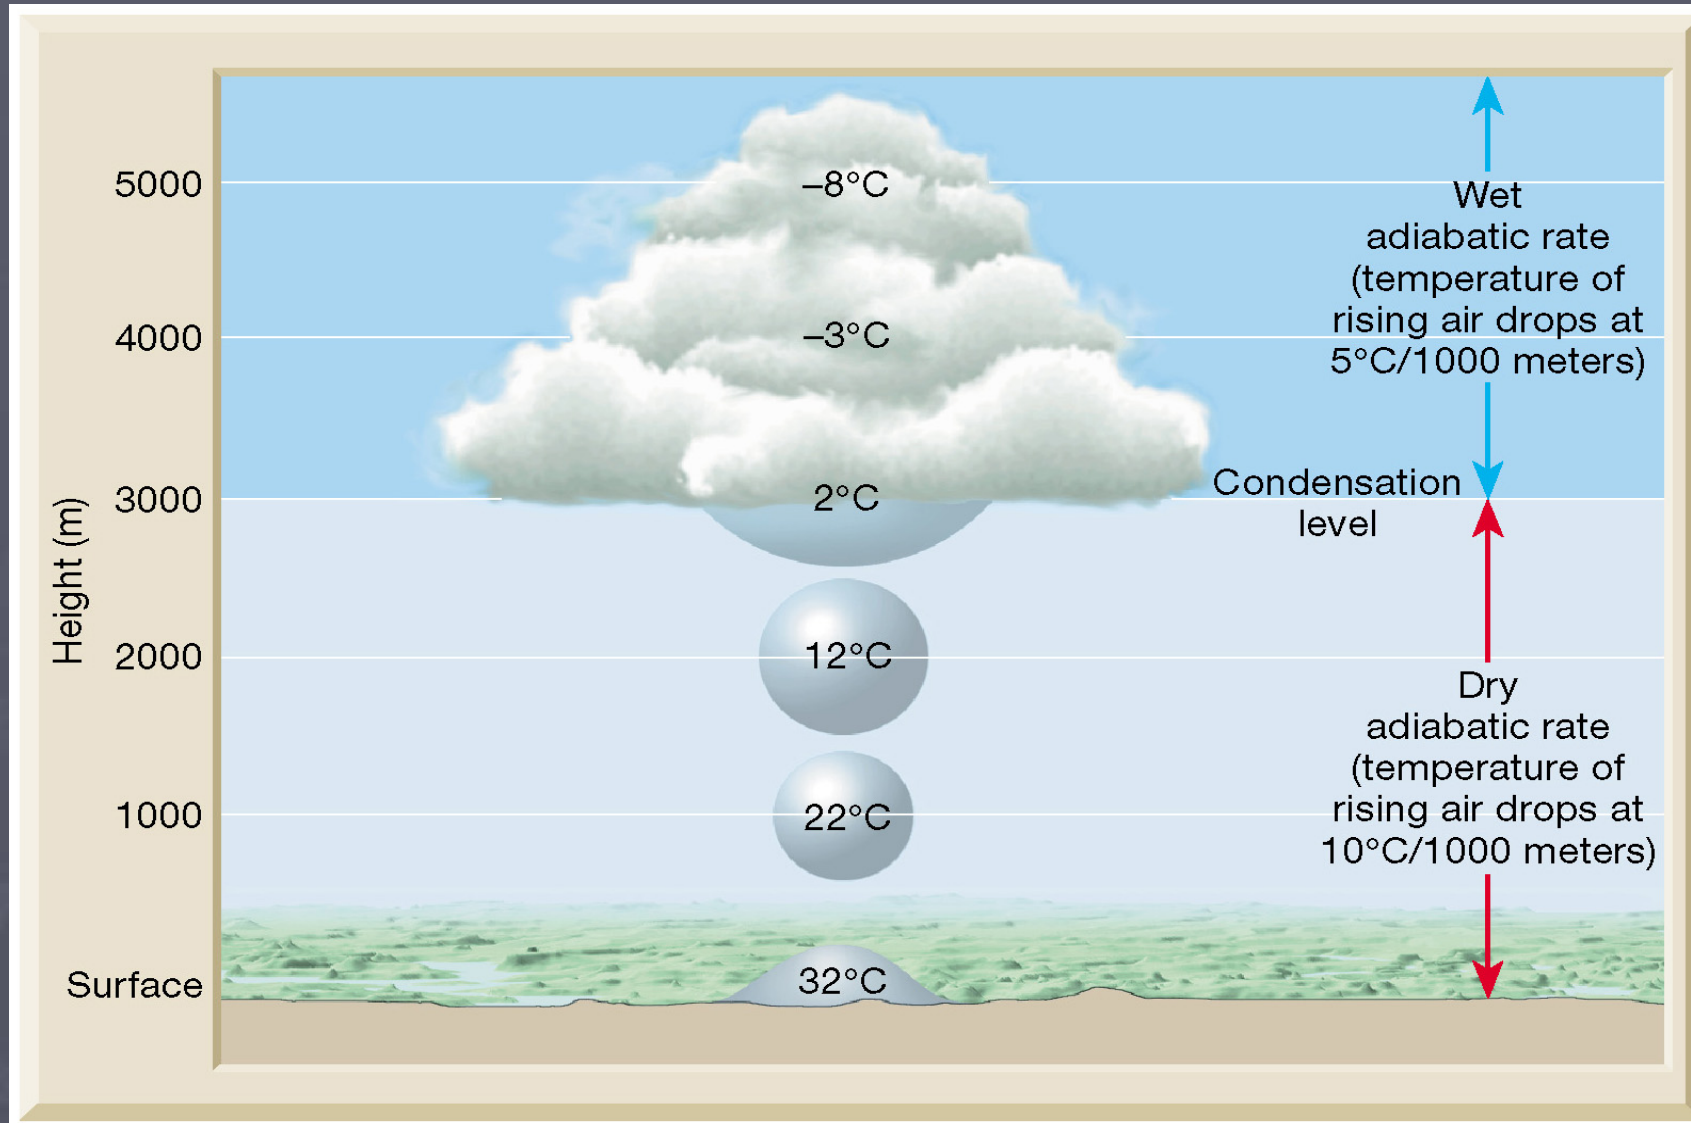 5000
4000
3000
2000
1000
Surface
Height (m)
–8°C
–3°C
2°C
12°C
22°C
32°C
Wet
adiabatic rate
(temperature of
rising air drops at
5°C/1000 meters)
Condensation
level
Dry
adiabatic rate
(temperature of
rising air drops at
10°C/1000 meters)